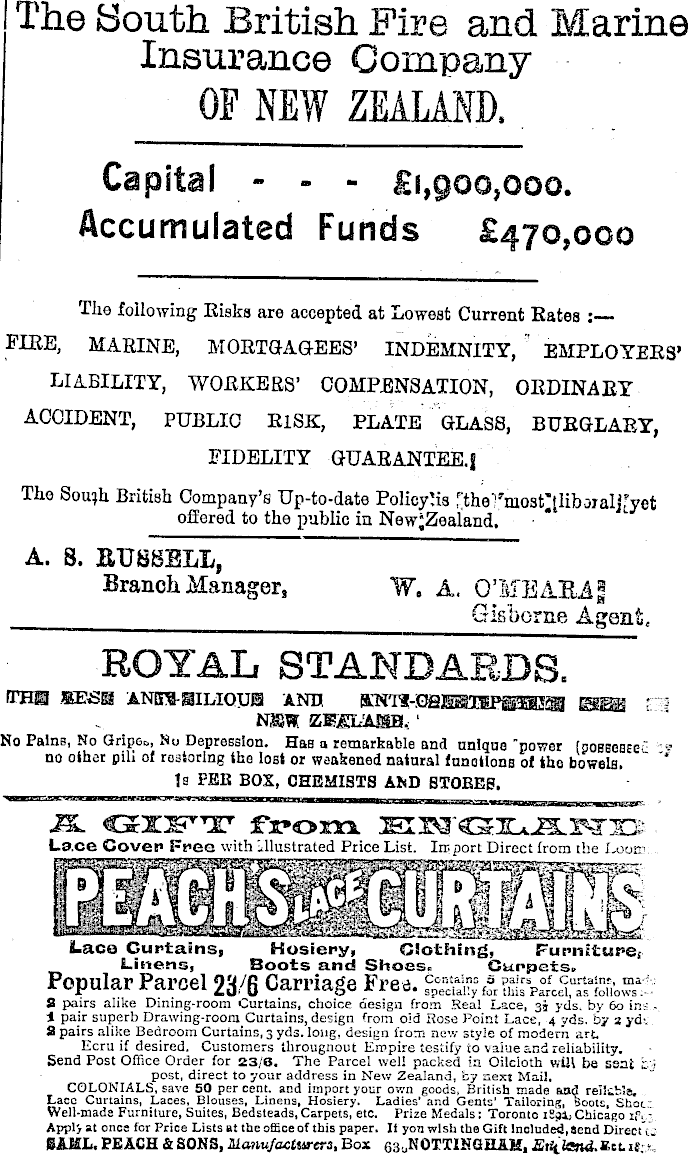 The South British Fire and Marine
Insurance Company
OF NEW ZEALAND.
Capital - - - £1,900,000.
Accumulated Funds £470,000
The following Risks are accepted at Lowest Current Rates :—
FIRE, MARINE, MORTGAGEES' INDEMNITY, EMPLOYERS'
LIABILITY, WORKERS' COMPENSATION, ORDINARY
ACCIDENT, PUBLIC RISK, PLATE GLASS, BURGLARY,
FIDELITY GUARANTEE.
The South British Company's Up-to-date Policy is the most liberal yet
offered to the public in New Zealand.
A. S. RUSSELL,
Branch Manager,
W. A. O'MEARA
Gisborne Agent.
ROYAL STANDARDS.
THE BEST ANTI-BILIOUS AND
NEW ZEALAND.
No Pains, No Gripes, No Depression. Has a remarkable and unique power (possessed by
no other pill of restoring the lost or weakened natural functions of the bowels.
1s PER BOX, CHEMISTS AND STORES.
A GIFT from ENGLAND
Lace Cover Free with Illustrated Price List. Import Direct from the Loom
PEACH'S LACE CURTAINS
Lace Curtains, Hosiery, Clothing, Furniture,
Linens, Boots and Shoes. Carpets.
Popular Parcel 23/6 Carriage Free. Contains 5 pairs of Curtains, made
specially for this Parcel, as follows:—
2 pairs alike Dining-room Curtains, choice design from Real Lace, 3½ yds. by 60 ins
1 pair superb Drawing-room Curtains, design from old Rose Point Lace, 4 yds. by 2 yds
2 pairs alike Bedroom Curtains, 3 yds. long, design from new style of modern art.
Ecru if desired. Customers throughout Empire testify to value and reliability.
Send Post Office Order for 23/6. The Parcel well packed in Oilcloth will be sent by
post, direct to your address in New Zealand, by next Mail.
COLONIALS, save 50 per cent. and import your own goods, British made and reliable.
Lace Curtains, Laces, Blouses, Linens, Hosiery. Ladies' and Gents' Tailoring, Boots, Shoes
Well-made Furniture, Suites, Bedsteads, Carpets, etc. Prize Medals: Toronto 1892, Chicago
Apply at once for Price Lists at the office of this paper. If you wish the Gift Included, send Direct to
SAML. PEACH & SONS, Manufacturers, Box NOTTINGHAM, England. Est.